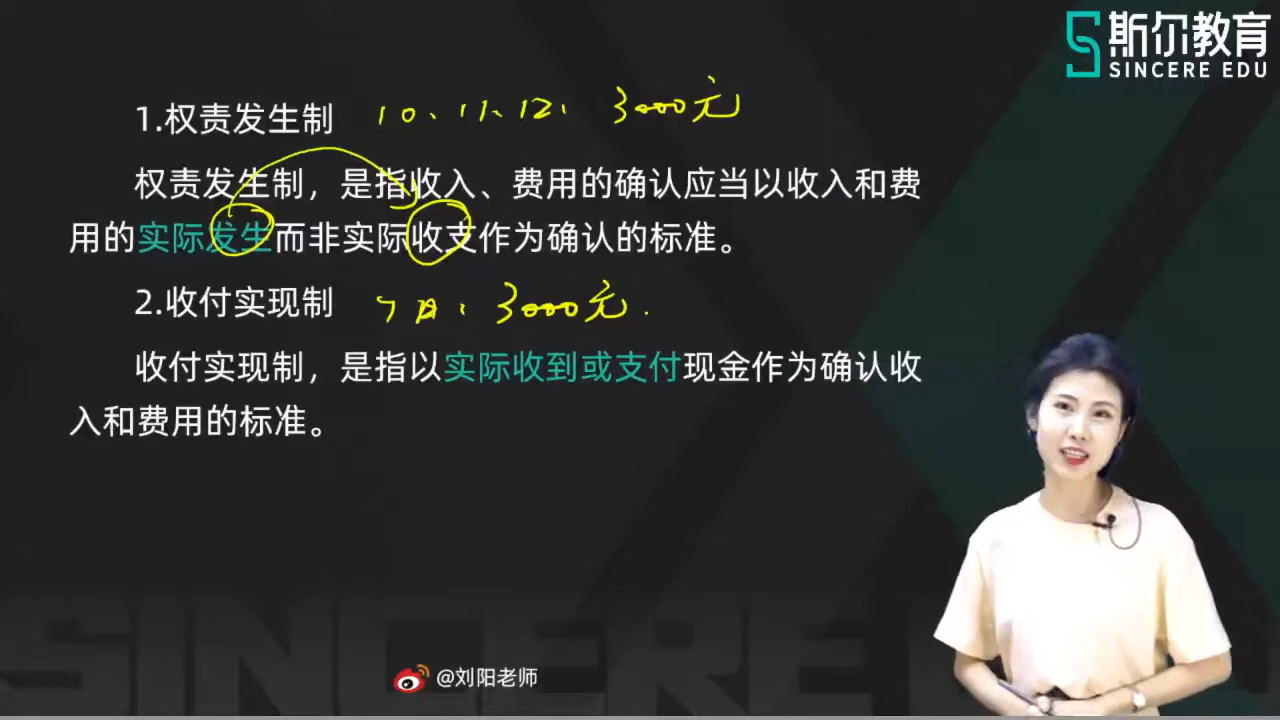 斯尔教育
SINCERE EDU
1.权责发生制 10、11、12、3000元
权责发生制，是指收入、费用的确认应当以收入和费
用的实际发生而非实际收支作为确认的标准。
2.收付实现制 3000元.
收付实现制，是指以实际收到或支付现金作为确认收
入和费用的标准。
SINCERE
@刘阳老师